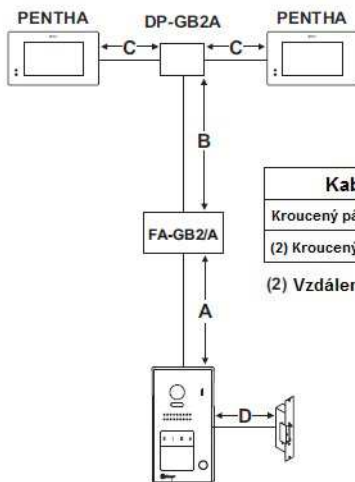 PENTHA
DP-GB2A
PENTHA
C
C
B
Kab
Kroucený pá
FA-GB2/A
(2) Kroucený
(2) Vzdálen
A
D